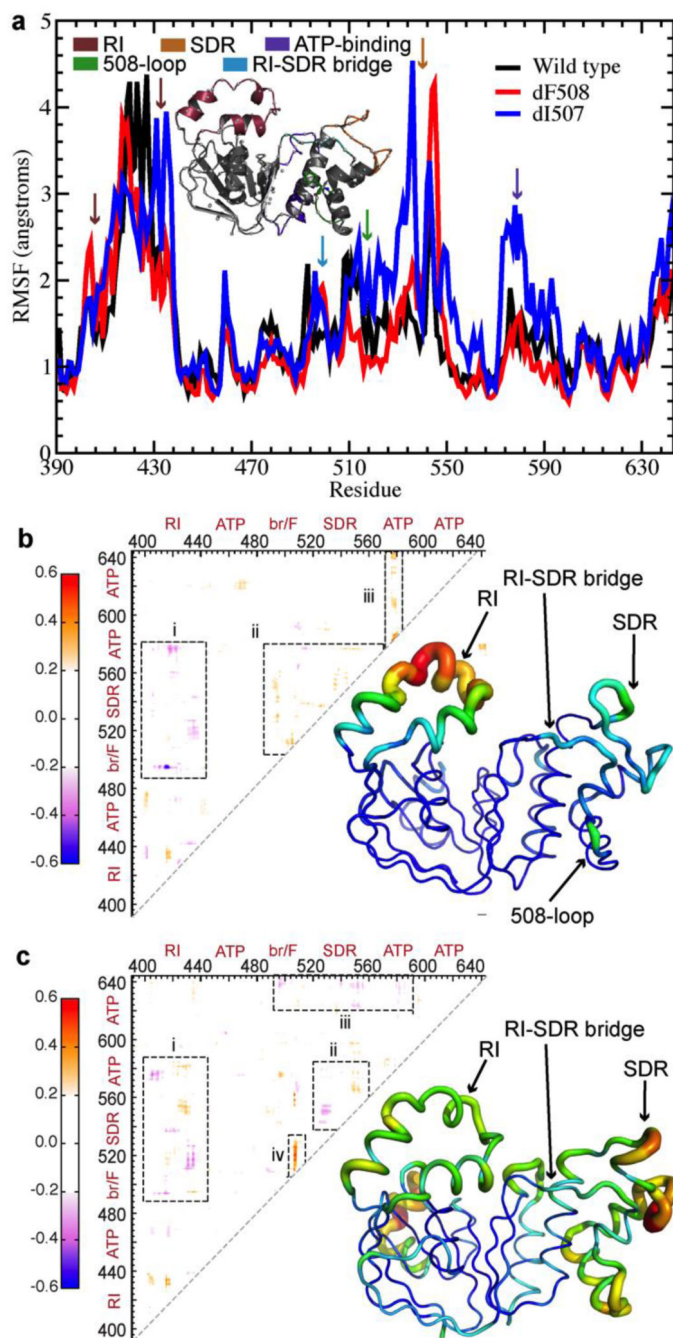 a
RI SDR ATP-binding
508-loop RI-SDR bridge
Wild type
dF508
dI507
RMSF (angstroms)
5
4
3
2
1
0
390 430 470 510 550 590 630
Residue
b
RI ATP br/F SDR ATP ATP
400 440 480 520 560 600 640
0.6
0.4
0.2
0.0
-0.2
-0.4
-0.6
RI ATP br/F SDR ATP ATP
640
600
560
520
480
440
400
i
ii
iii
RI
RI-SDR bridge
SDR
508-loop
c
RI ATP br/F SDR ATP ATP
400 440 480 520 560 600 640
0.6
0.4
0.2
0.0
-0.2
-0.4
-0.6
RI ATP br/F SDR ATP ATP
640
600
560
520
480
440
400
i
ii
iii
iv
RI
RI-SDR bridge
SDR